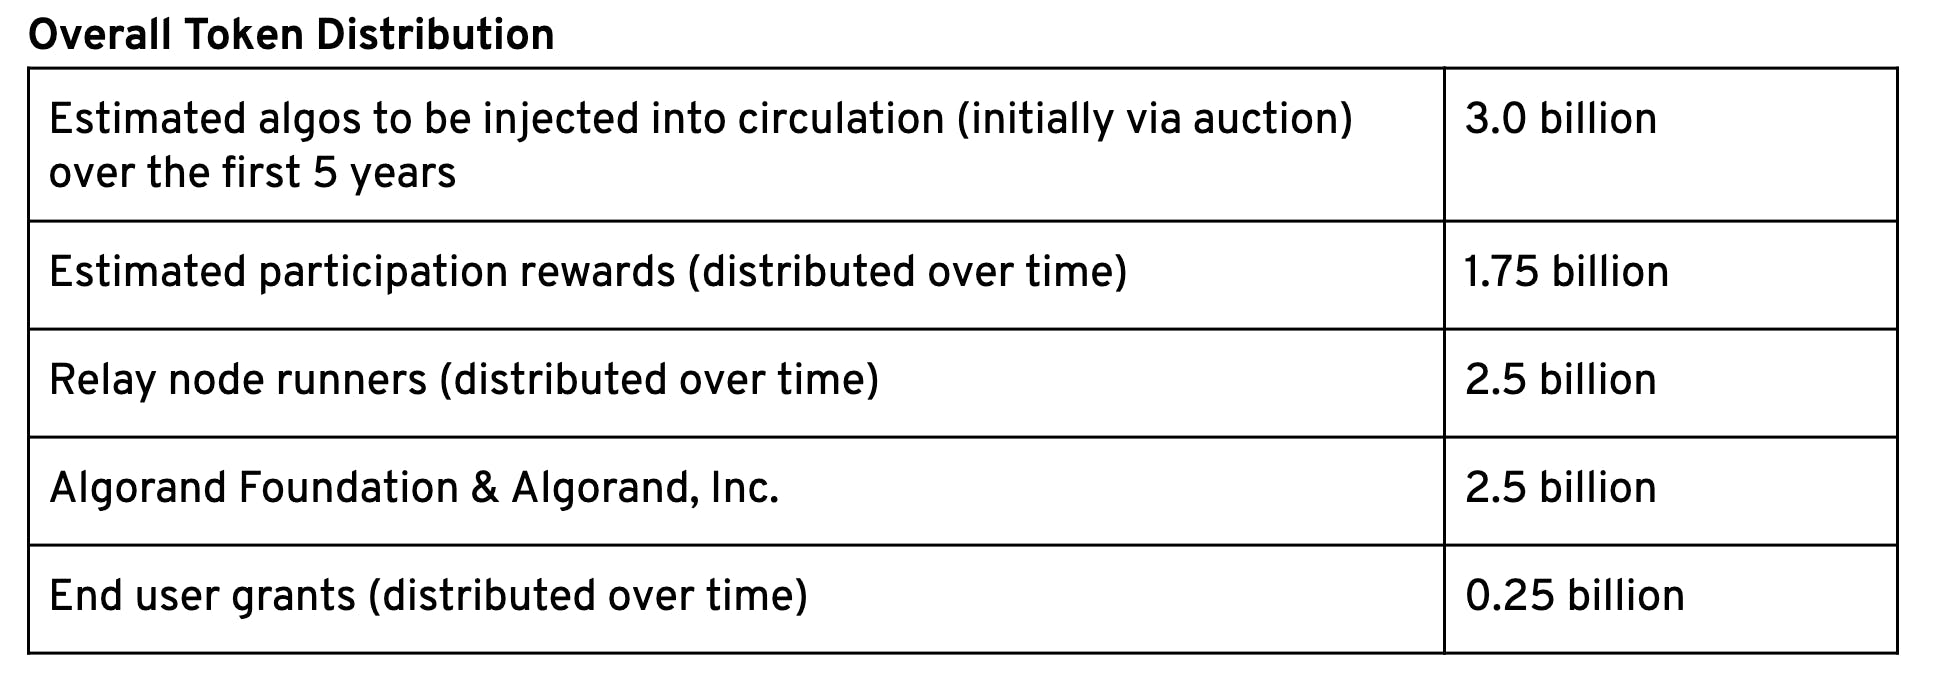 Overall Token Distribution
Estimated algos to be injected into circulation (initially via auction)
over the first 5 years
3.0 billion
Estimated participation rewards (distributed over time)
1.75 billion
Relay node runners (distributed over time)
2.5 billion
Algorand Foundation & Algorand, Inc.
2.5 billion
End user grants (distributed over time)
0.25 billion